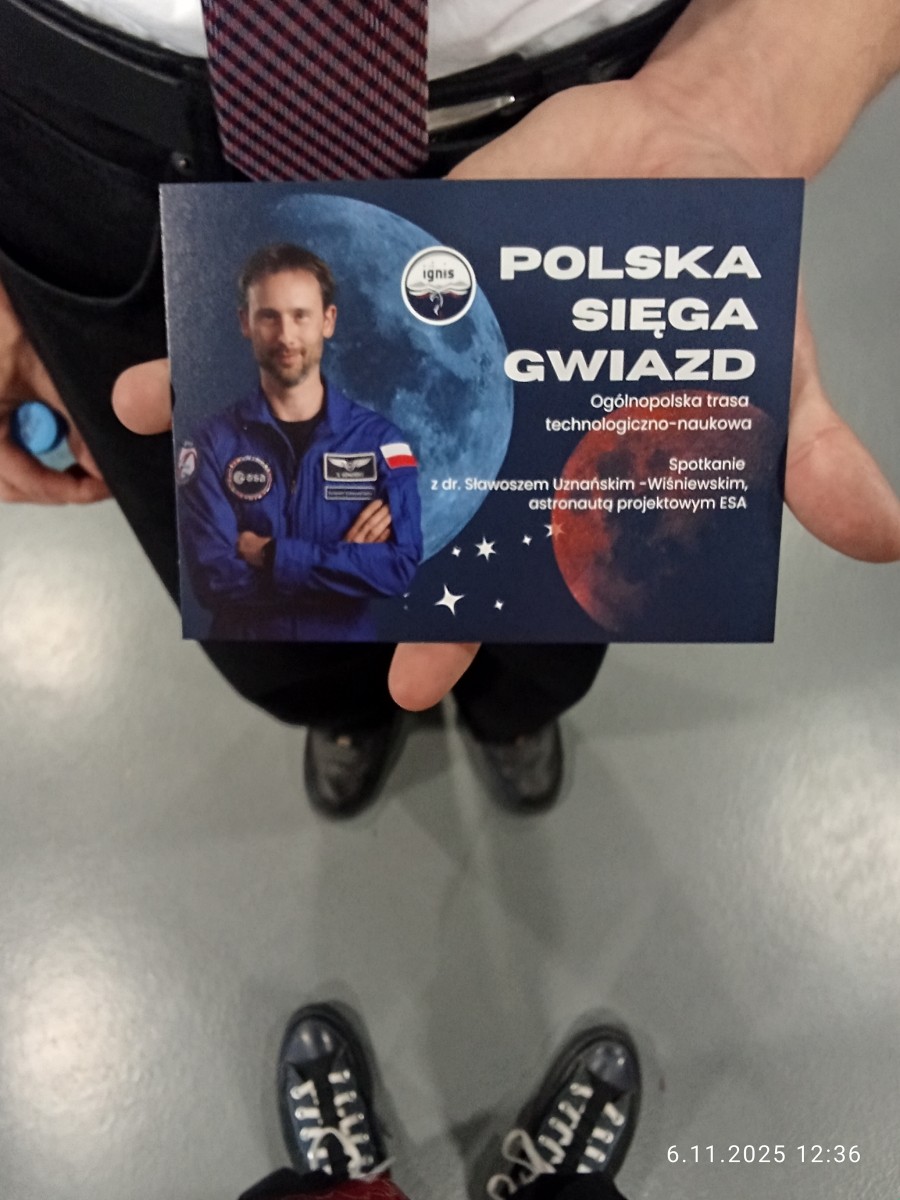 ignis
POLSKA
SIĘGA
GWIAZD
Ogólnopolska trasa
technologiczno-naukowa
Spotkanie
z dr. Sławoszem Uznańskim -Wiśniewskim,
astronautą projektowym ESA
esa
6.11.2025 12:36